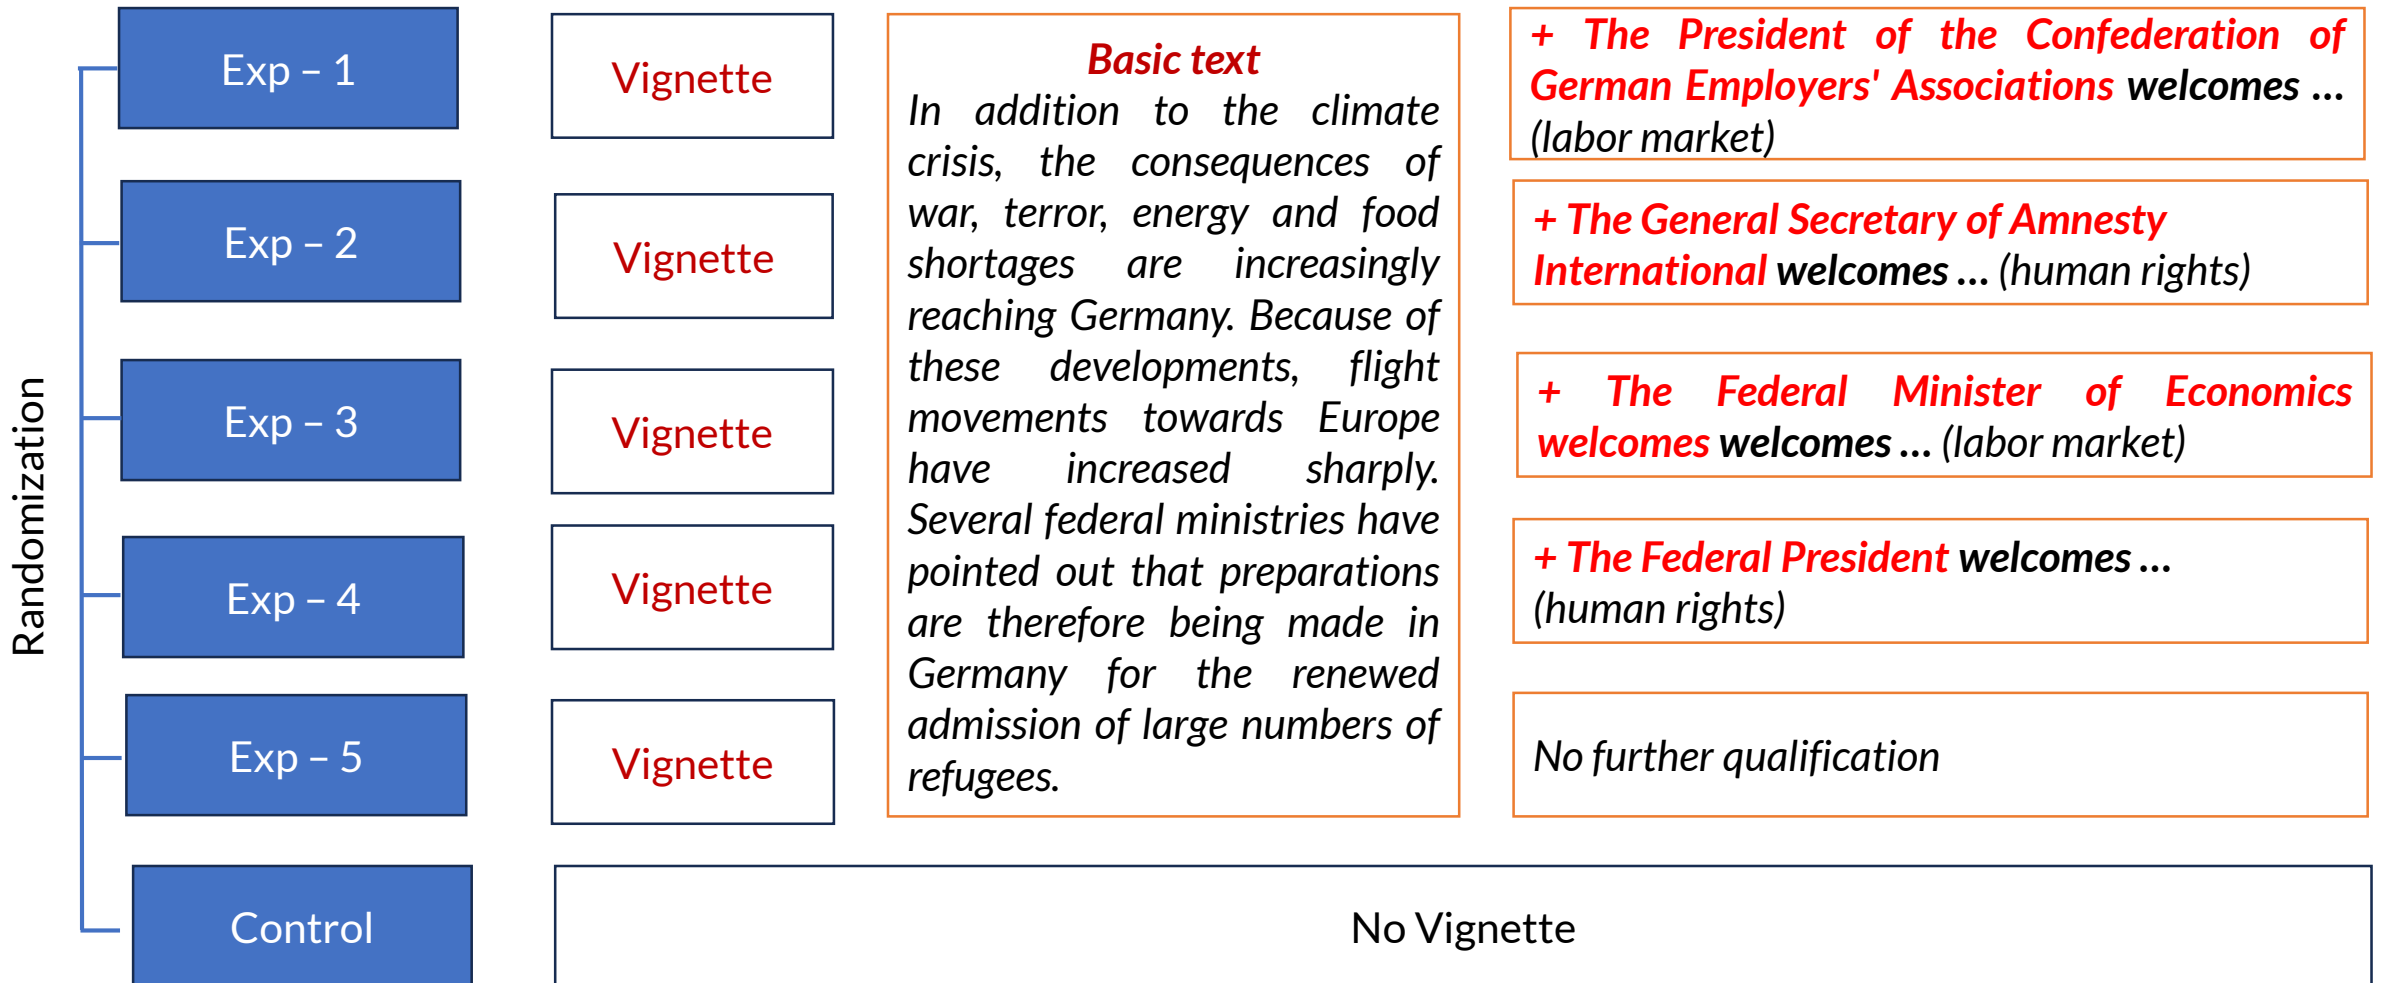 Randomization
Exp – 1
Vignette
Exp – 2
Vignette
Exp – 3
Vignette
Exp – 4
Vignette
Exp – 5
Vignette
Basic text
In addition to the climate
crisis, the consequences of
war, terror, energy and food
shortages are increasingly
reaching Germany. Because of
these developments, flight
movements towards Europe
have increased sharply.
Several federal ministries have
pointed out that preparations
are therefore being made in
Germany for the renewed
admission of large numbers of
refugees.
+ The President of the Confederation of
German Employers' Associations welcomes ...
(labor market)
+ The General Secretary of Amnesty
International welcomes ... (human rights)
+ The Federal Minister of Economics
welcomes welcomes ... (labor market)
+ The Federal President welcomes ...
(human rights)
No further qualification
Control
No Vignette